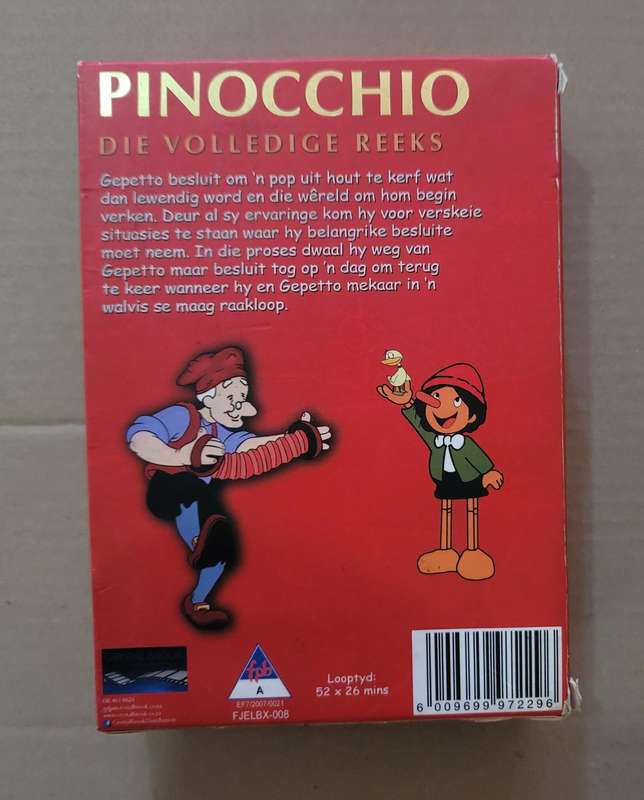 PINOCCHIO
DIE VOLLEDIGE REEKS
Gepetto besluit om 'n pop uit hout te kerf wat
dan lewendig word en die wêreld om hom begin
verken. Deur al sy ervaringe kom hy voor verskeie
situasies te staan waar hy belangrike besluite
moet neem. In die proses dwaal hy weg van
Gepetto maar besluit tog op 'n dag om terug
te keer wanneer hy en Gepetto mekaar in 'n
walvis se maag raakloop.
fpb
A
EF7/2007/0021
FJELBX-008
Looptyd:
52 x 26 mins
6 009699 972296